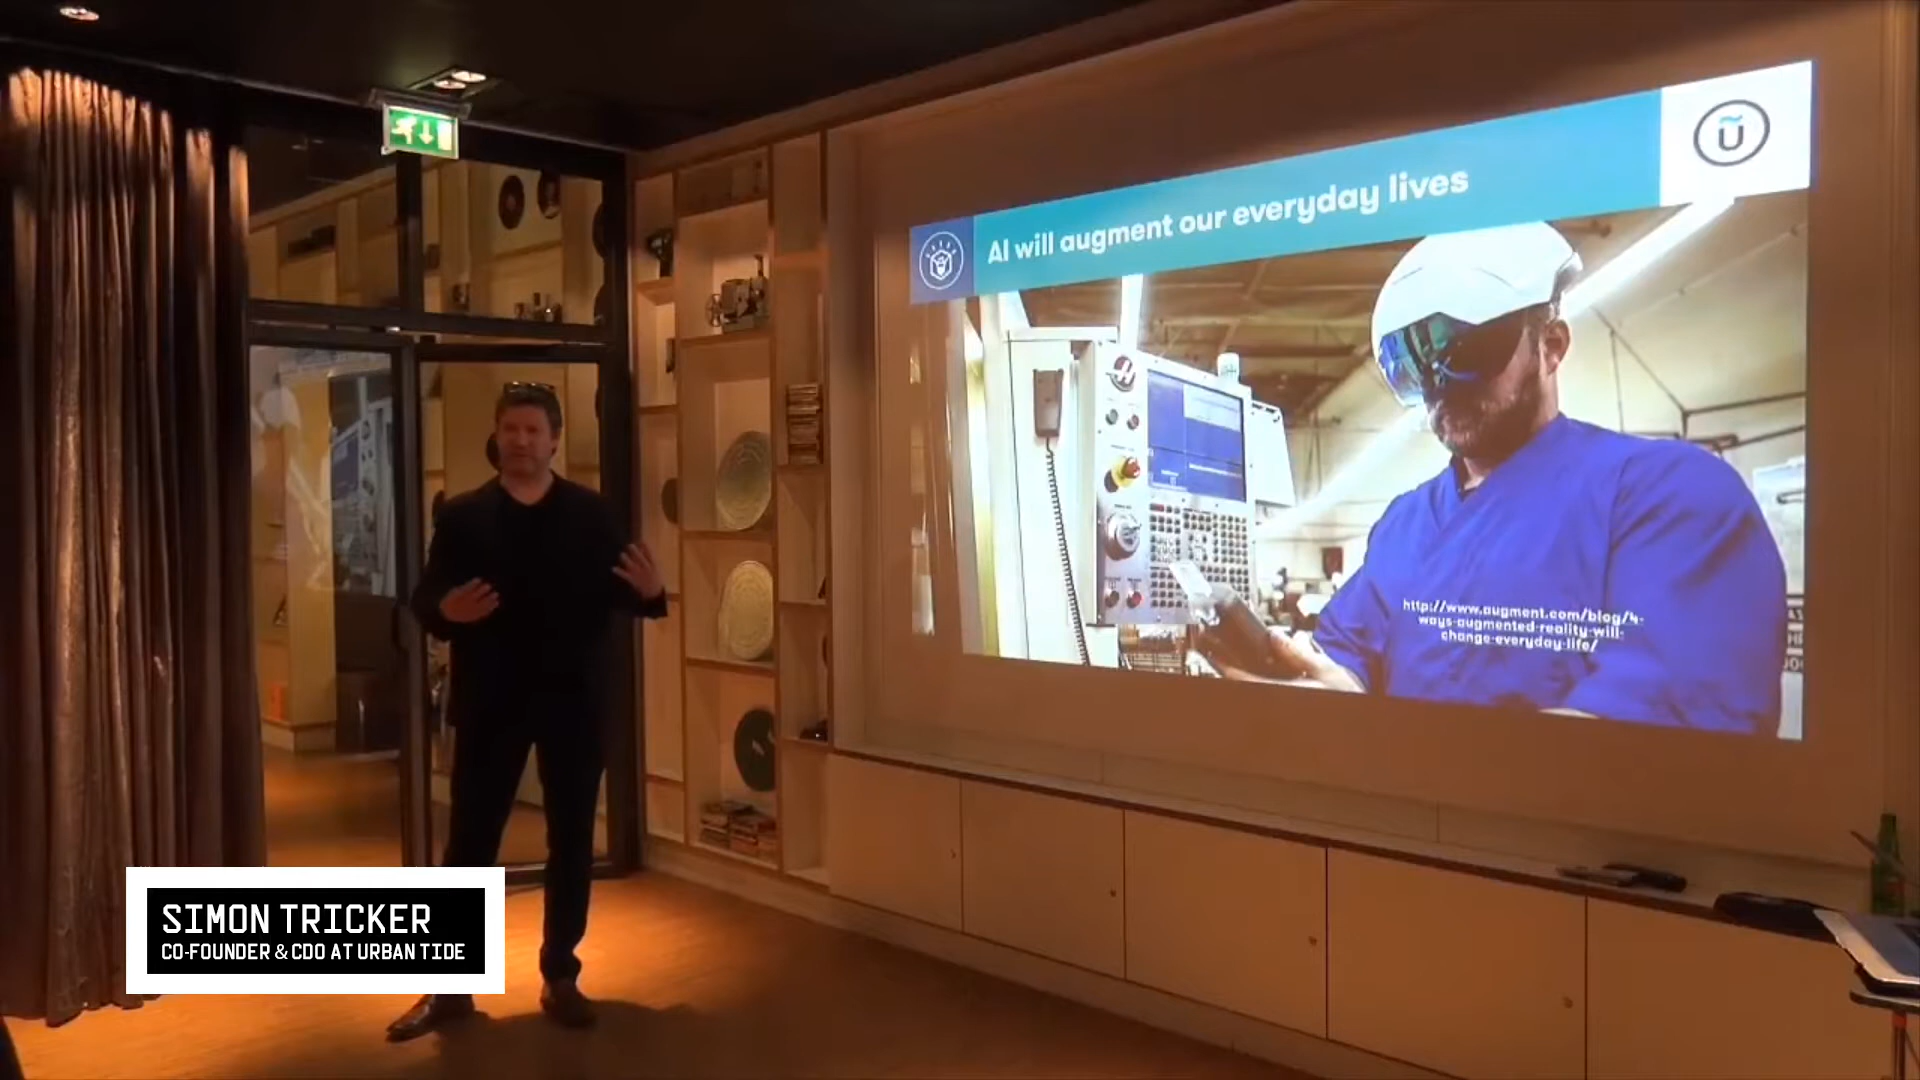 AI will augment our everyday lives
Ũ
http://www.augment.com/blog/4-
ways-augmented-reality-will-
change-everyday-life/
SIMON TRICKER
CO-FOUNDER & CDO AT URBAN TIDE